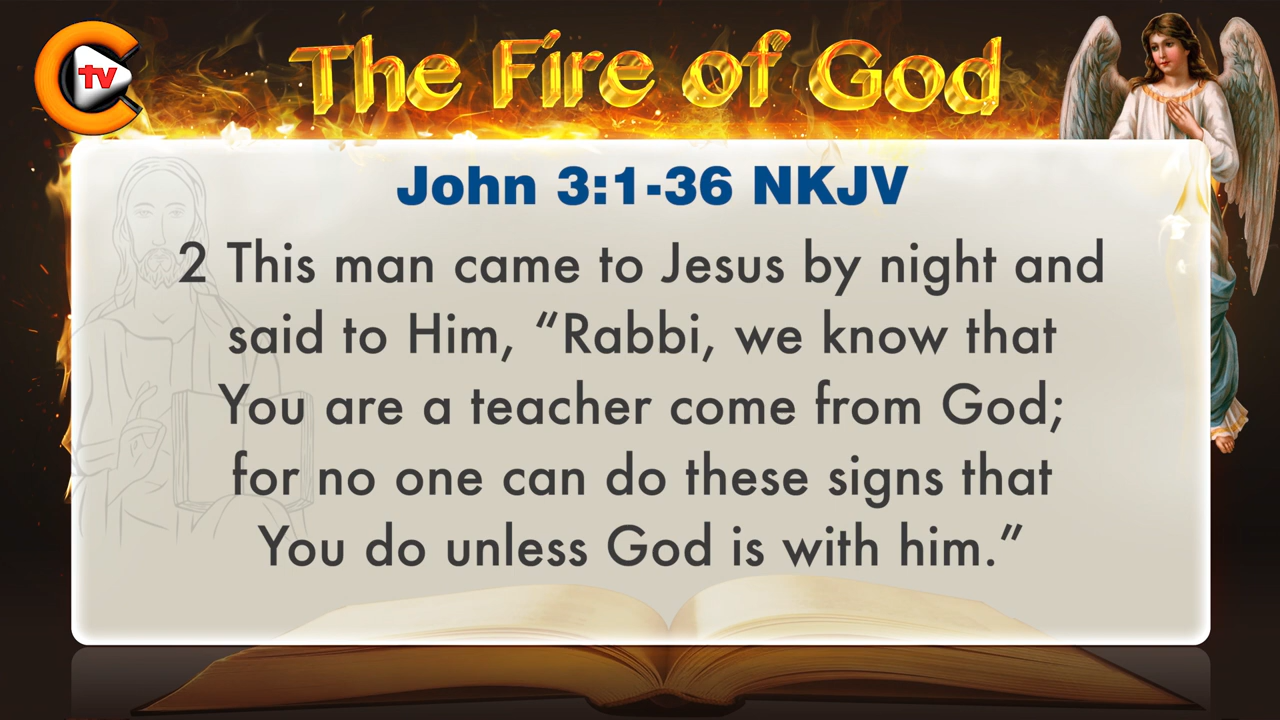 tv
The Fire of God
John 3:1-36 NKJV
2 This man came to Jesus by night and
said to Him, “Rabbi, we know that
You are a teacher come from God;
for no one can do these signs that
You do unless God is with him.”